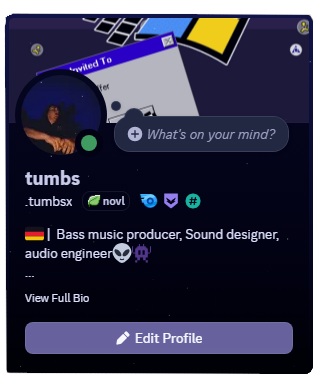 Invited To
What's on your mind?
tumbs
.tumbsx novl #
| Bass music producer, Sound designer,
audio engineer
...
View Full Bio
Edit Profile